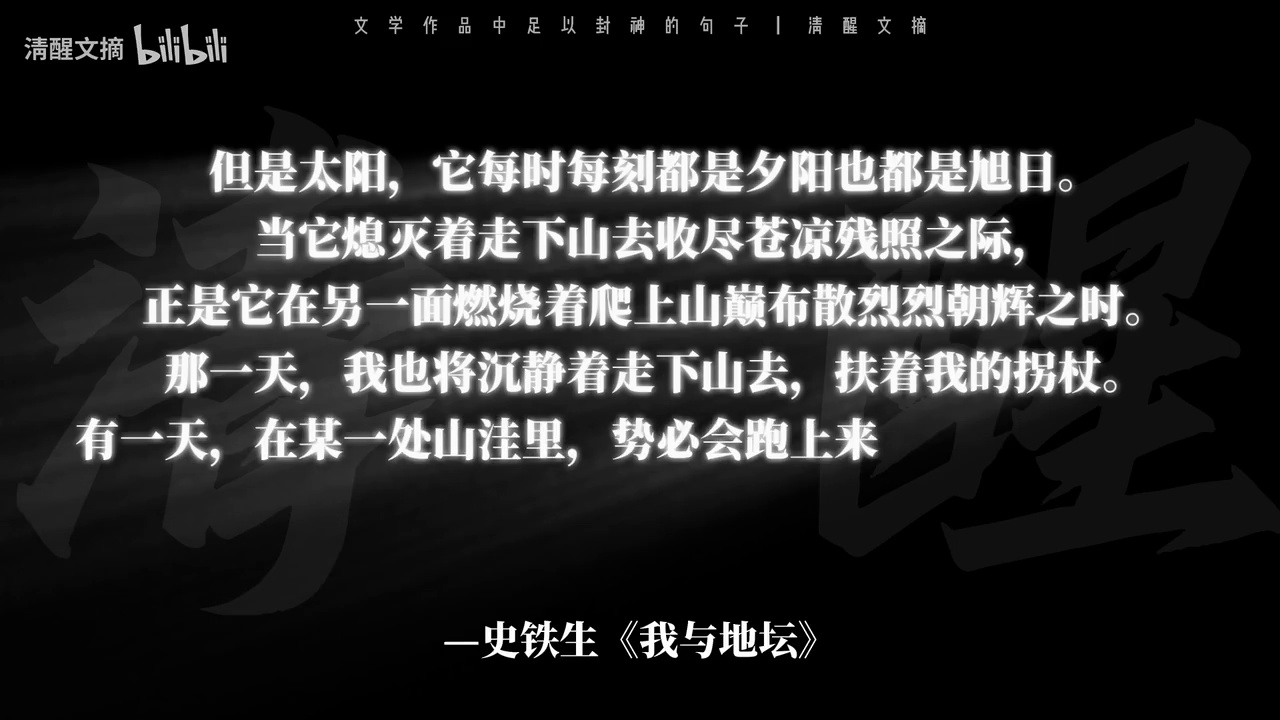 文学作品中足以封神的句子 | 清醒文摘
清醒文摘 bilibili
清醒
但是太阳，它每时每刻都是夕阳也都是旭日。
当它熄灭着走下山去收尽苍凉残照之际，
正是它在另一面燃烧着爬上山巅布散烈烈朝辉之时。
那一天，我也将沉静着走下山去，扶着我的拐杖。
有一天，在某一处山洼里，势必会跑上来
—史铁生《我与地坛》